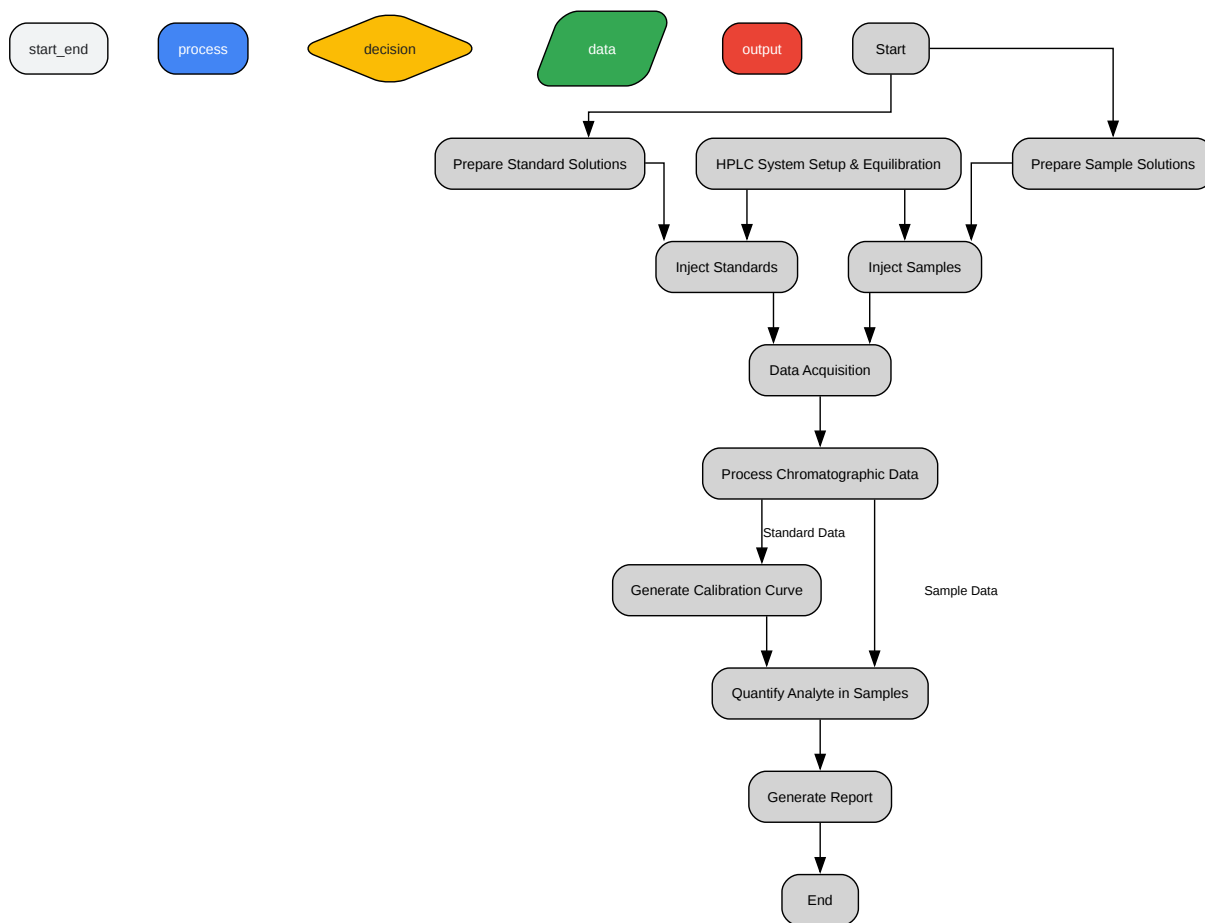 start_end
process
decision
data
output
Start
Prepare Standard Solutions
HPLC System Setup & Equilibration
Prepare Sample Solutions
Inject Standards
Inject Samples
Data Acquisition
Process Chromatographic Data
Standard Data
Generate Calibration Curve
Sample Data
Quantify Analyte in Samples
Generate Report
End